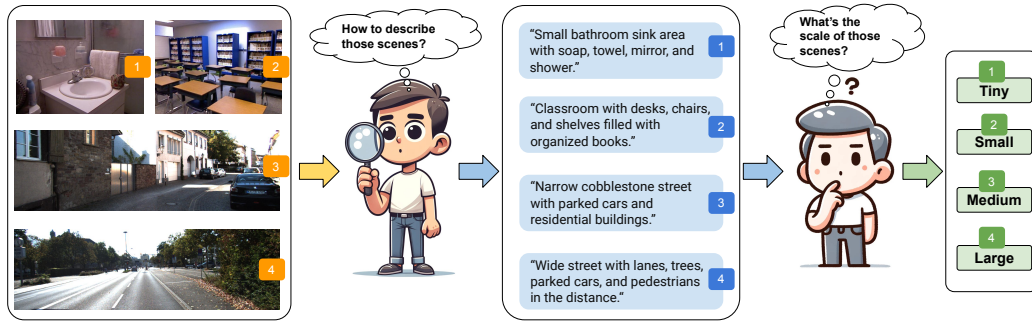 1
2
3
4
How to describe
those scenes?
“Small bathroom sink area
with soap, towel, mirror, and
shower.”
1
“Classroom with desks, chairs,
and shelves filled with
organized books.”
2
“Narrow cobblestone street
with parked cars and
residential buildings.”
3
“Wide street with lanes, trees,
parked cars, and pedestrians
in the distance.”
4
What’s the
scale of those
scenes?
?
1
Tiny
2
Small
3
Medium
4
Large